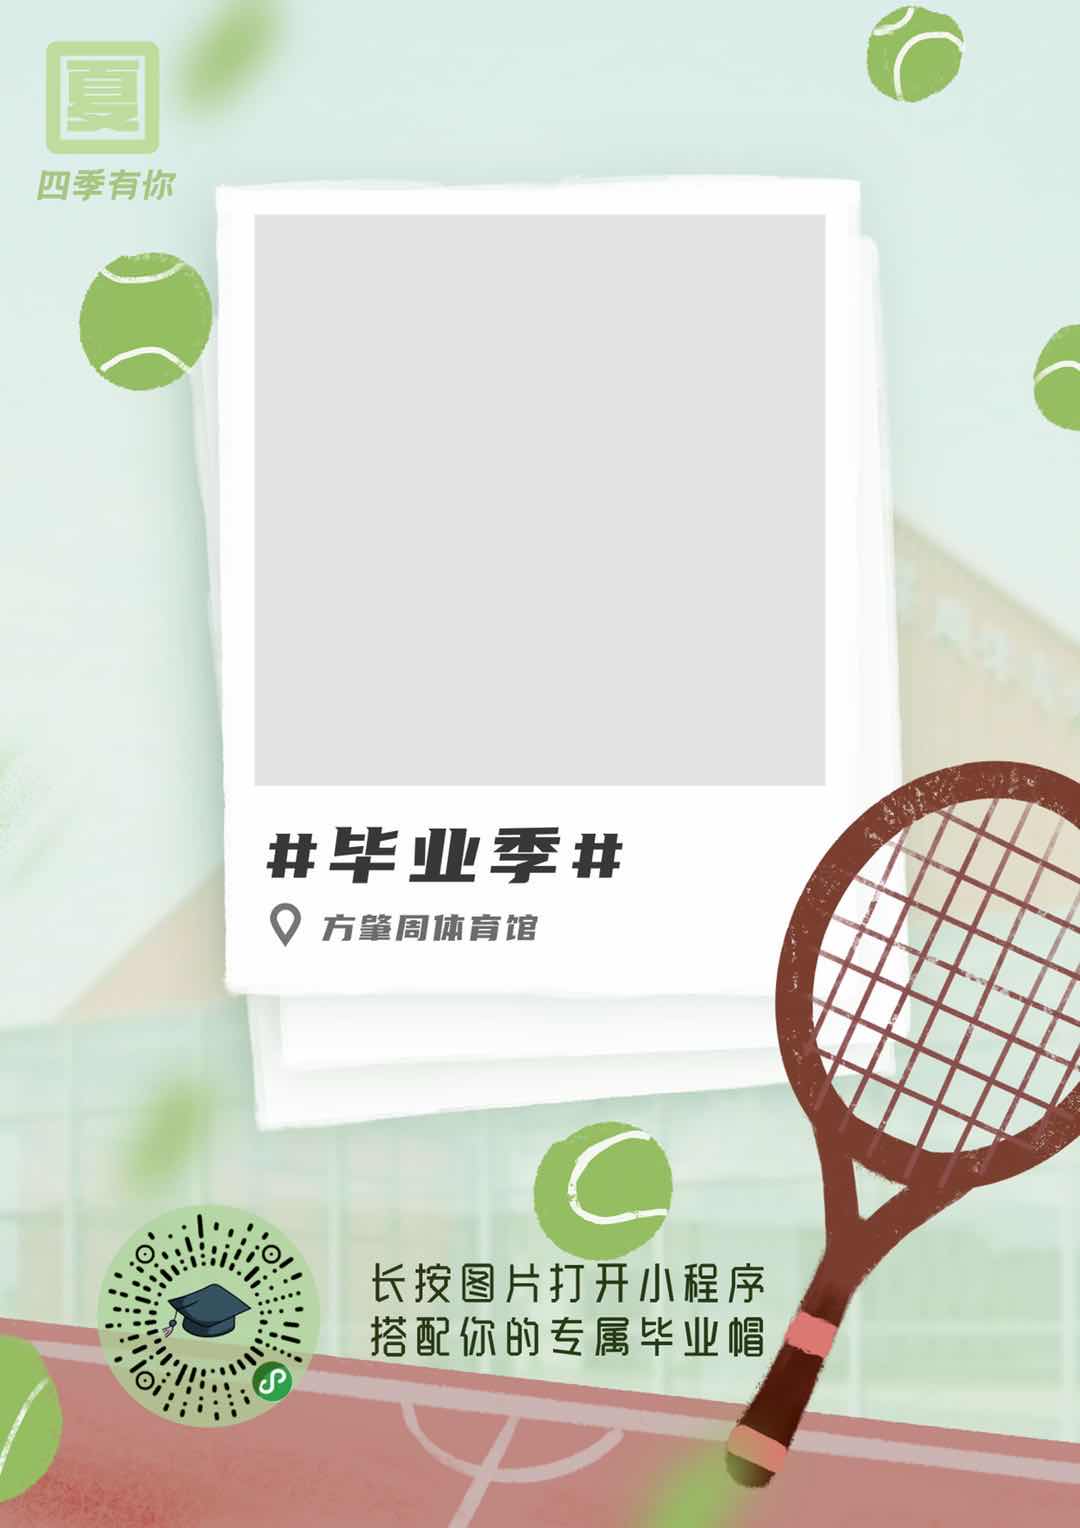 夏
四季有你
#毕业季#
方肇周体育馆
长按图片打开小程序
搭配你的专属毕业帽